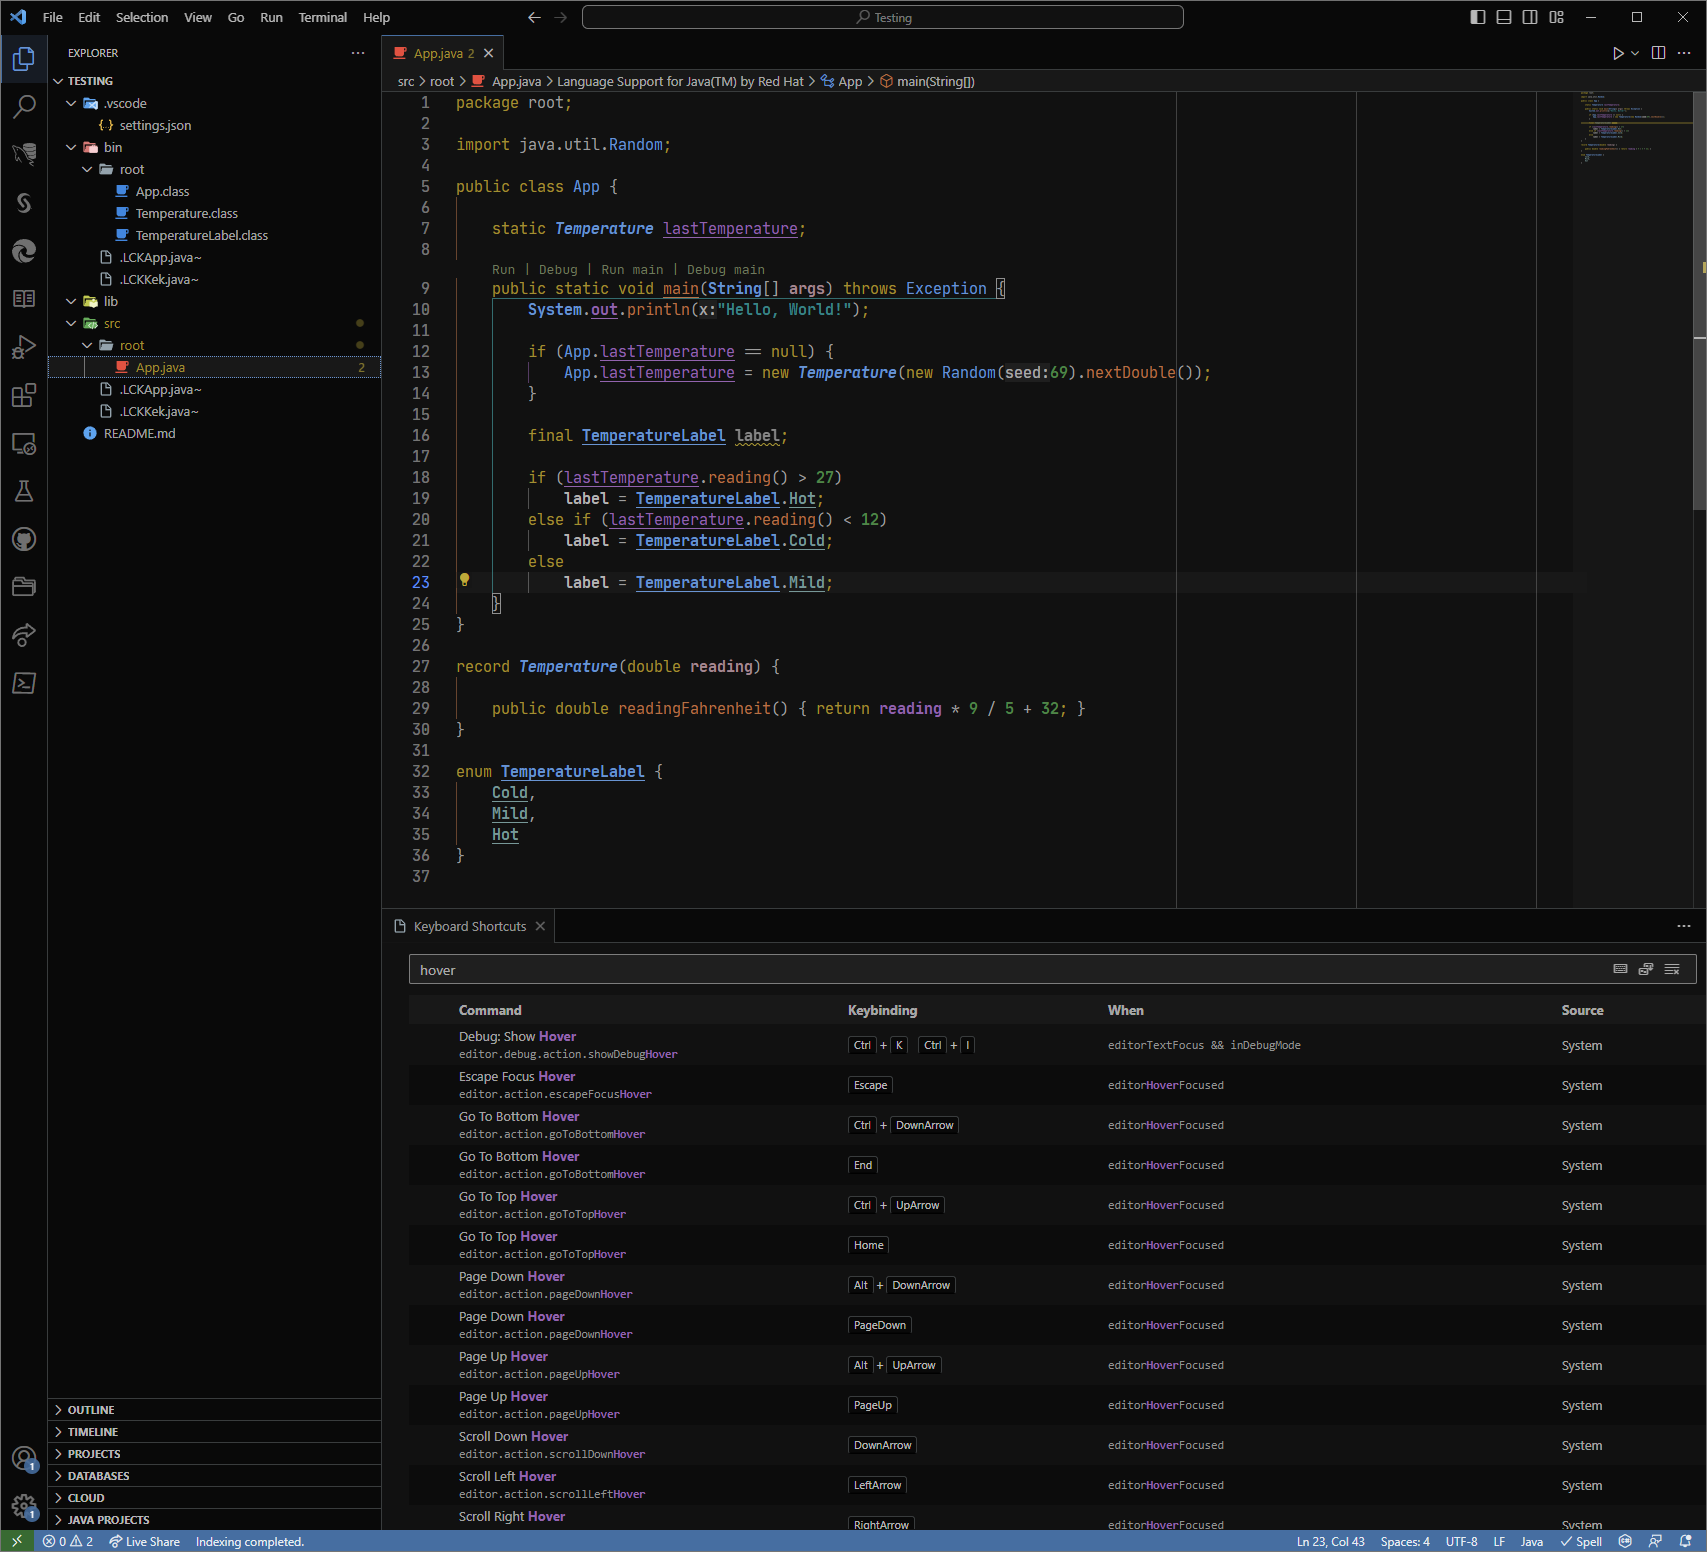 File Edit Selection View Go Run Terminal Help
Testing
EXPLORER
TESTING
.vscode
settings.json
bin
root
App.class
Temperature.class
TemperatureLabel.class
.LCKApp.java~
.LCKKek.java~
lib
src
root
App.java 2
.LCKApp.java~
.LCKKek.java~
README.md
OUTLINE
TIMELINE
PROJECTS
DATABASES
CLOUD
JAVA PROJECTS
1
1
App.java 2
src > root > App.java > Language Support for Java(TM) by Red Hat > App > main(String[])
1 package root;
2
3 import java.util.Random;
4
5 public class App {
6
7 static Temperature lastTemperature;
8
Run | Debug | Run main | Debug main
9 public static void main(String[] args) throws Exception {
10 System.out.println(x:"Hello, World!");
11
12 if (App.lastTemperature == null) {
13 App.lastTemperature = new Temperature(new Random(seed:69).nextDouble());
14 }
15
16 final TemperatureLabel label;
17
18 if (lastTemperature.reading() > 27)
19 label = TemperatureLabel.Hot;
20 else if (lastTemperature.reading() < 12)
21 label = TemperatureLabel.Cold;
22 else
23 label = TemperatureLabel.Mild;
24 }
25 }
26
27 record Temperature(double reading) {
28
29 public double readingFahrenheit() { return reading * 9 / 5 + 32; }
30 }
31
32 enum TemperatureLabel {
33 Cold,
34 Mild,
35 Hot
36 }
37
Keyboard Shortcuts
hover
Command Keybinding When Source
Debug: Show Hover
editor.debug.action.showDebugHover
Ctrl + K Ctrl + I editorTextFocus && inDebugMode System
Escape Focus Hover
editor.action.escapeFocusHover
Escape editorHoverFocused System
Go To Bottom Hover
editor.action.goToBottomHover
Ctrl + DownArrow editorHoverFocused System
Go To Bottom Hover
editor.action.goToBottomHover
End editorHoverFocused System
Go To Top Hover
editor.action.goToTopHover
Ctrl + UpArrow editorHoverFocused System
Go To Top Hover
editor.action.goToTopHover
Home editorHoverFocused System
Page Down Hover
editor.action.pageDownHover
Alt + DownArrow editorHoverFocused System
Page Down Hover
editor.action.pageDownHover
PageDown editorHoverFocused System
Page Up Hover
editor.action.pageUpHover
Alt + UpArrow editorHoverFocused System
Page Up Hover
editor.action.pageUpHover
PageUp editorHoverFocused System
Scroll Down Hover
editor.action.scrollDownHover
DownArrow editorHoverFocused System
Scroll Left Hover
editor.action.scrollLeftHover
LeftArrow editorHoverFocused System
Scroll Right Hover
RightArrow editorHoverFocused System
0 2 Live Share Indexing completed. Ln 23, Col 43 Spaces: 4 UTF-8 LF Java Spell